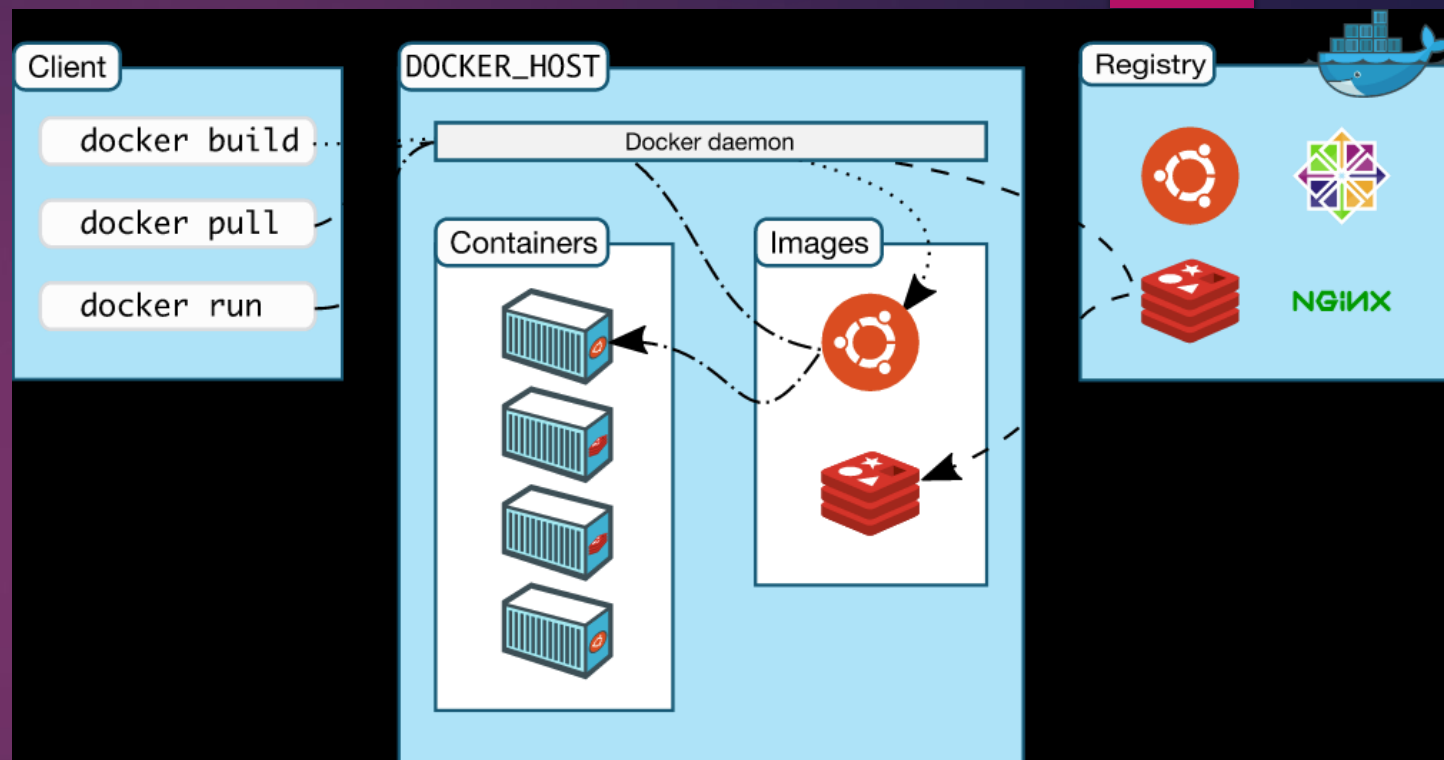 Client
docker build
docker pull
docker run
DOCKER_HOST
Docker daemon
Containers
Images
Registry
NGiNX